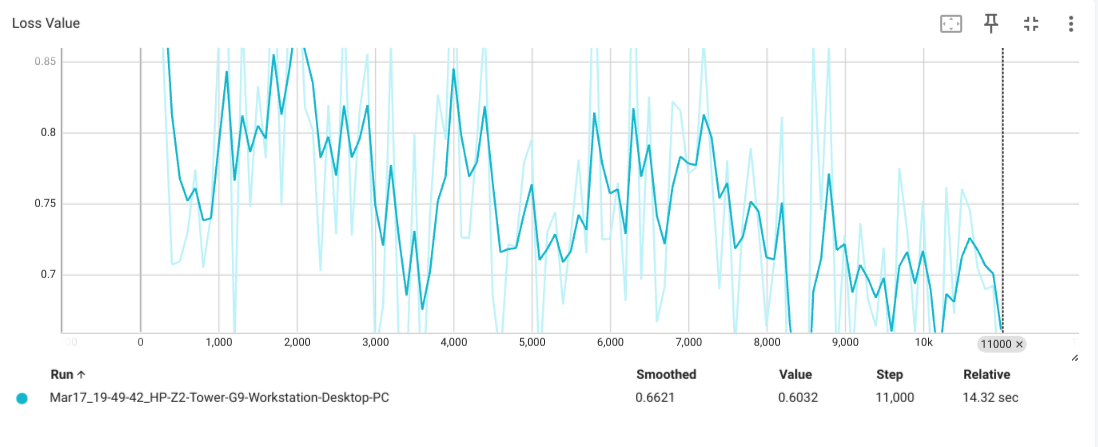 Loss Value
0.85
0.8
0.75
0.7
00 0 1,000 2,000 3,000 4,000 5,000 6,000 7,000 8,000 9,000 10k 11000 ×
Run ↑ Smoothed Value Step Relative
Mar17_19-49-42_HP-Z2-Tower-G9-Workstation-Desktop-PC 0.6621 0.6032 11,000 14.32 sec